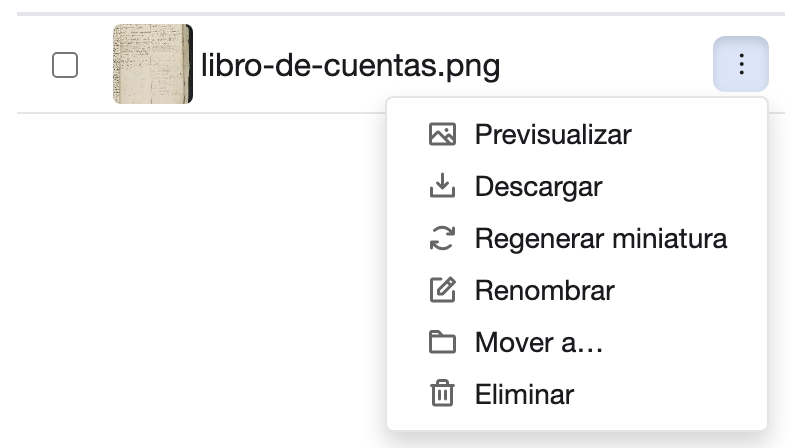 libro-de-cuentas.png
Previsualizar
Descargar
Regenerar miniatura
Renombrar
Mover a...
Eliminar